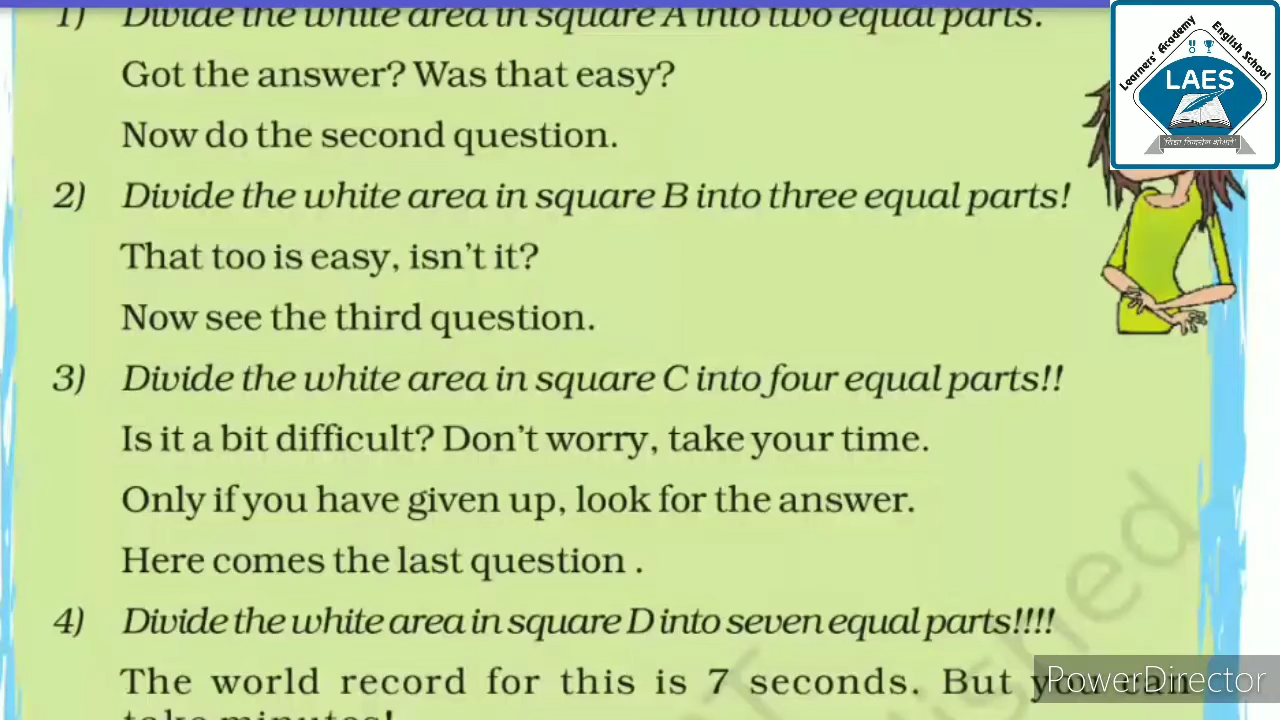 1) Divide the white area in square A into two equal parts.
Got the answer? Was that easy?
Now do the second question.
2) Divide the white area in square B into three equal parts!
That too is easy, isn't it?
Now see the third question.
3) Divide the white area in square C into four equal parts!!
Is it a bit difficult? Don't worry, take your time.
Only if you have given up, look for the answer.
Here comes the last question .
4) Divide the white area in square D into seven equal parts!!!!
The world record for this is 7 seconds. But you can
take minutes!
Learners' Academy English School
LAES
PowerDirector